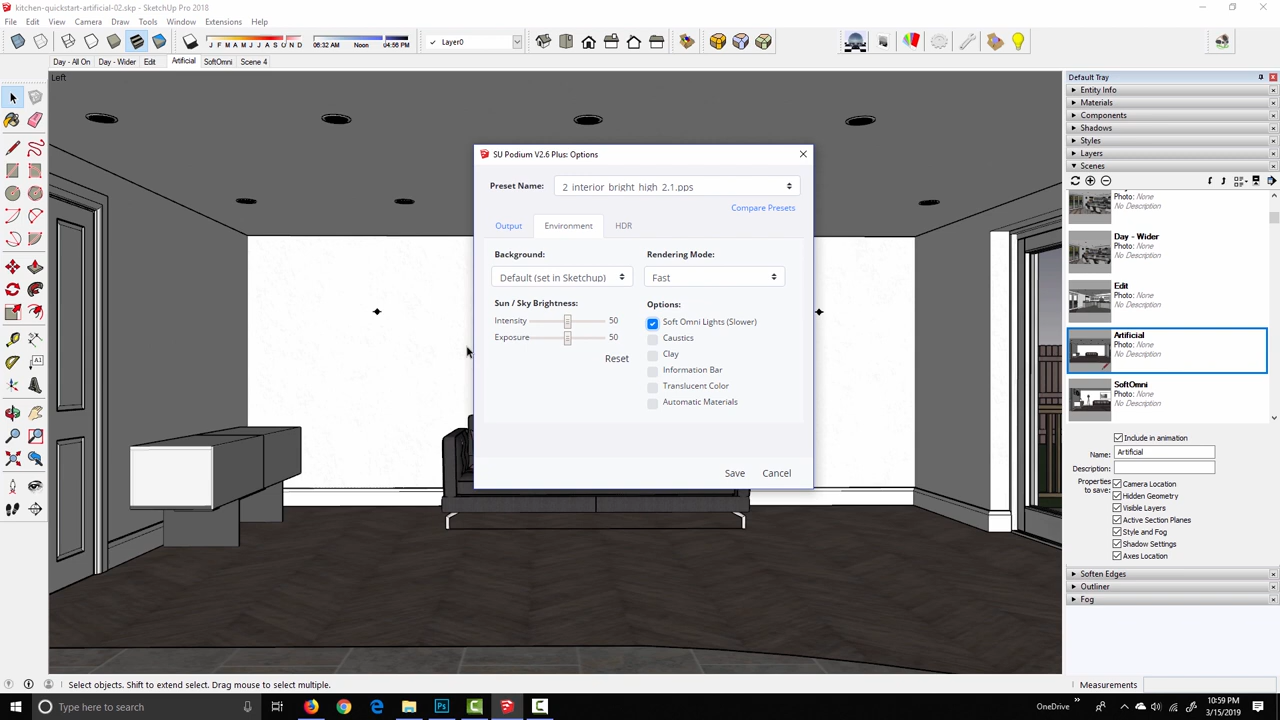 kitchen-quickstart-artificial-02.skp - SketchUp Pro 2018
File Edit View Camera Draw Tools Window Extensions Help
J F M A M J J A S O N D 06:32 AM Noon 04:56 PM
Layer0
Day - All On Day - Wider Edit Artificial SoftOmni Scene 4
Left
SU Podium V2.6 Plus: Options
Preset Name: 2_interior_bright_high_2.1.pps
Compare Presets
Output Environment HDR
Background: Rendering Mode:
Default (set in Sketchup) Fast
Sun / Sky Brightness: Options:
Intensity 50 Soft Omni Lights (Slower)
Exposure 50 Caustics
Reset Clay
Information Bar
Translucent Color
Automatic Materials
Save Cancel
Default Tray
Entity Info
Materials
Components
Shadows
Styles
Layers
Scenes
Photo: None
No Description
Day - Wider
Photo: None
No Description
Edit
Photo: None
No Description
Artificial
Photo: None
No Description
SoftOmni
Photo: None
No Description
Include in animation
Name: Artificial
Description:
Properties to save:
Camera Location
Hidden Geometry
Visible Layers
Active Section Planes
Style and Fog
Shadow Settings
Axes Location
Soften Edges
Outliner
Fog
Select objects. Shift to extend select. Drag mouse to select multiple.
Measurements
Type here to search
OneDrive
10:59 PM
3/15/2019